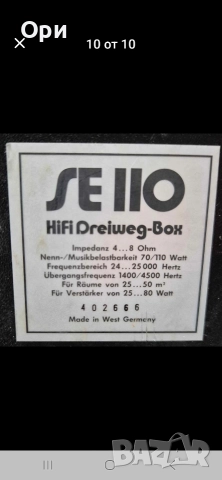 Ори
10 от 10
SE 110
HiFi Dreiweg-Box
Impedanz 4...8 Ohm
Nenn-/Musikbelastbarkeit 70/110 Watt
Frequenzbereich 24...25000 Hertz
Übergangsfrequenz 1400/4500 Hertz
Für Räume von 25...50 m²
Für Verstärker von 25...80 Watt
402666
Made in West Germany
bazar